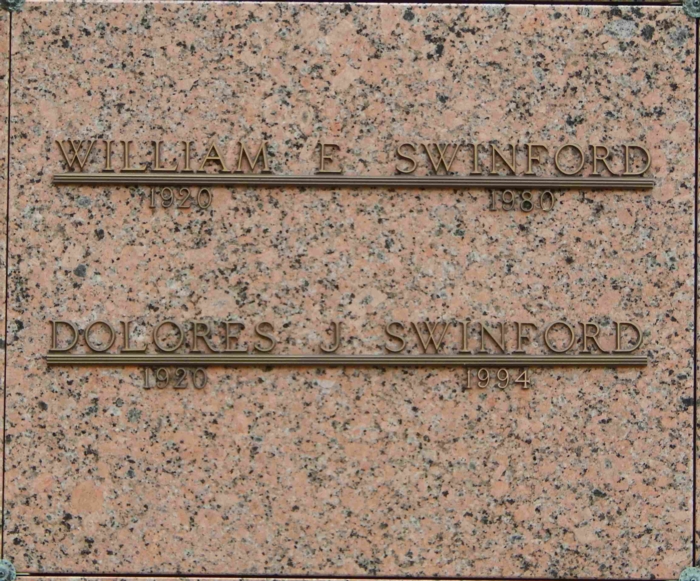 WILLIAM E SWINFORD
1920 1980
DOLORES J SWINFORD
1920 1994